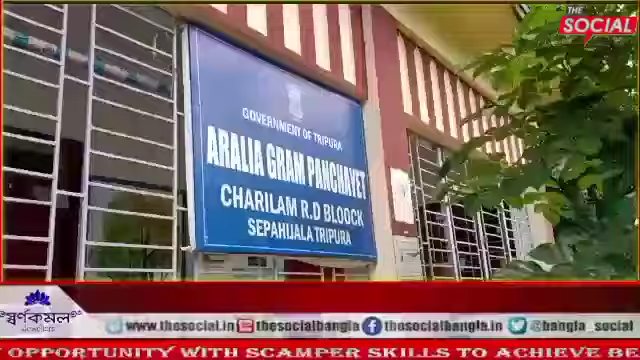 THE
SOCIAL
GOVERNMENT OF TRIPURA
ARALIA GRAM PANCHAYET
CHARILAM R.D BLOOCK
SEPAHIJALA TRIPURA
স্বর্ণকমল
Jewellers
www.thesocial.in thesocialbangla thesocialbangla.in bangla_social
OPPORTUNITY WITH SCAMPER SKILLS TO ACHIEVE BE